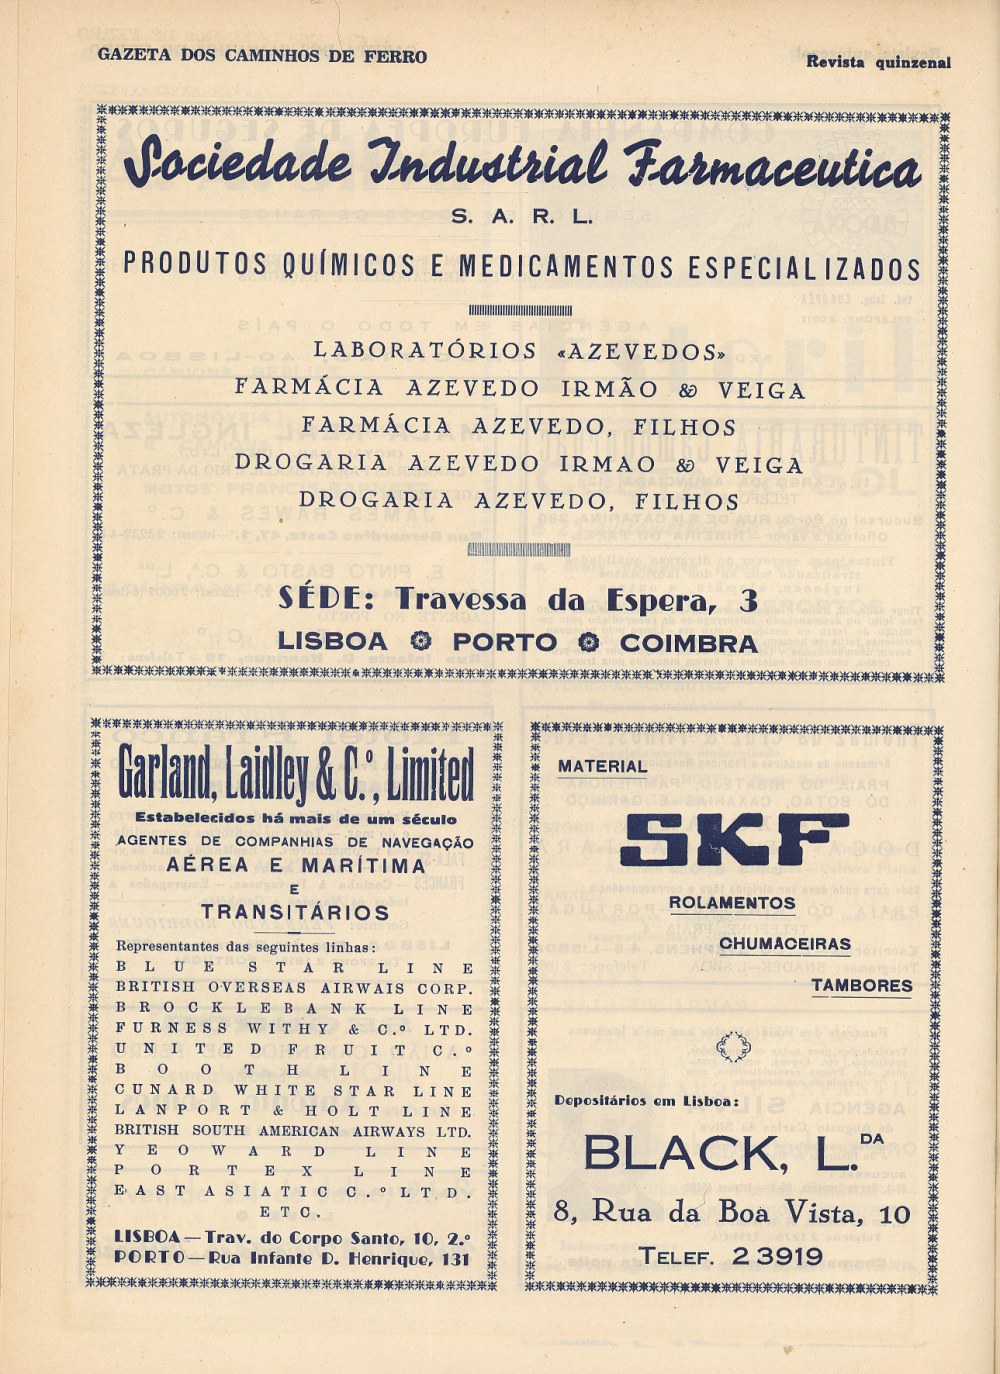 GAZETA DOS CAMINHOS DE FERRO
Revista quinzenal
Sociedade Industrial Farmaceutica
S. A. R. L.
PRODUTOS QUÍMICOS E MEDICAMENTOS ESPECIALIZADOS
LABORATÓRIOS «AZEVEDOS»
FARMÁCIA AZEVEDO IRMÃO & VEIGA
FARMÁCIA AZEVEDO, FILHOS
DROGARIA AZEVEDO IRMAO & VEIGA
DROGARIA AZEVEDO, FILHOS
SÉDE: Travessa da Espera, 3
LISBOA PORTO COIMBRA
Garland, Laidley & C.º, Limited
Estabelecidos há mais de um século
AGENTES DE COMPANHIAS DE NAVEGAÇÃO
AÉREA E MARÍTIMA
E
TRANSITÁRIOS
Representantes das seguintes linhas:
BLUE STAR LINE
BRITISH OVERSEAS AIRWAIS CORP.
BROCKLEBANK LINE
FURNESS WITHY & C.º LTD.
UNITED FRUIT C.º
BOOTH LINE
CUNARD WHITE STAR LINE
LANPORT & HOLT LINE
BRITISH SOUTH AMERICAN AIRWAYS LTD.
YEOWARD LINE
PORTEX LINE
EAST ASIATIC C.º LTD.
ETC.
LISBOA — Trav. do Corpo Santo, 10, 2.º
PORTO — Rua Infante D. Henrique, 131
MATERIAL
SKF
ROLAMENTOS
CHUMACEIRAS
TAMBORES
Depositários em Lisboa:
BLACK, L.DA
8, Rua da Boa Vista, 10
TELEF. 2 3919